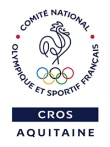 COMITÉ NATIONAL
OLYMPIQUE ET SPORTIF FRANÇAIS
CROS
AQUITAINE